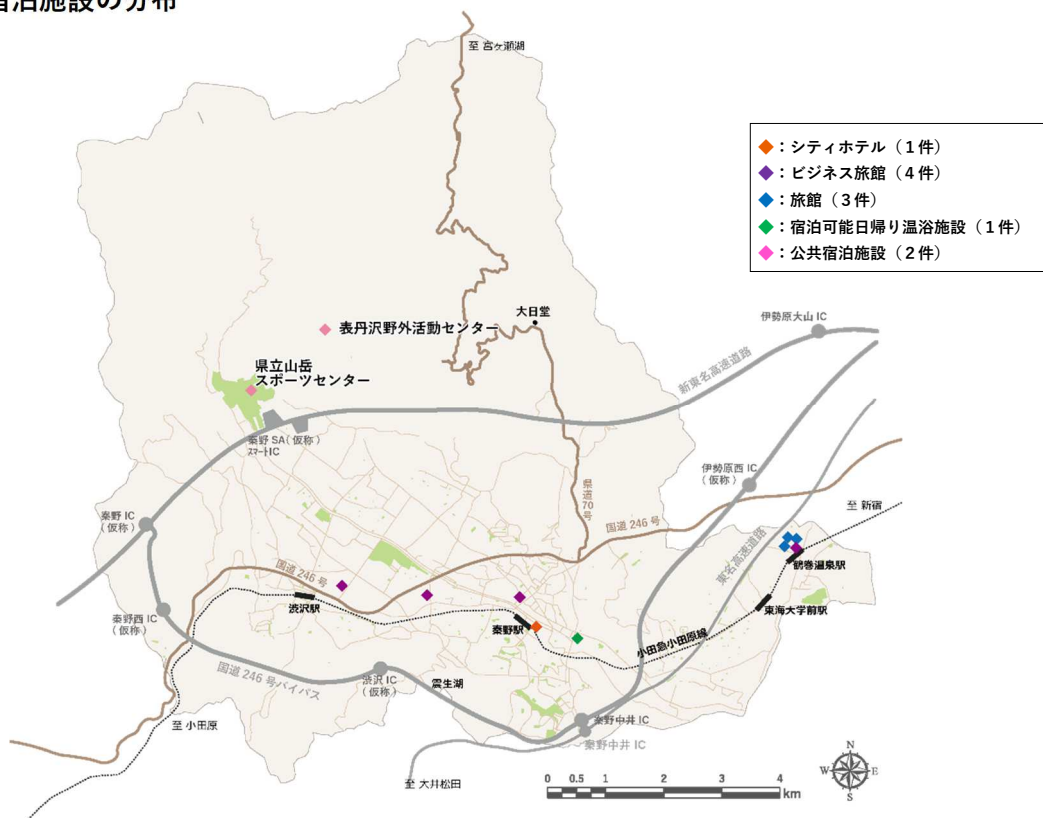 宿泊施設の分布
至 宮ヶ瀬湖
◆：シティホテル（１件）
◆：ビジネス旅館（４件）
◆：旅館（３件）
◆：宿泊可能日帰り温浴施設（１件）
◆：公共宿泊施設（２件）
大日堂
伊勢原大山 IC
表丹沢野外活動センター
新東名高速道路
県立山岳
スポーツセンター
秦野 SA（仮称）
スマートIC
伊勢原西 IC
（仮称）
県道70号
国道 246 号
至 新宿
秦野 IC
（仮称）
東名高速道路
鶴巻温泉駅
国道 246 号
渋沢駅
東海大学前駅
秦野西 IC
（仮称）
秦野駅
小田急小田原線
国道 246 号バイパス
渋沢 IC
（仮称）
震生湖
至 小田原
秦野中井 IC
秦野中井 IC
至 大井松田
N
W
E
S
0 0.5 1 2 3 4
km